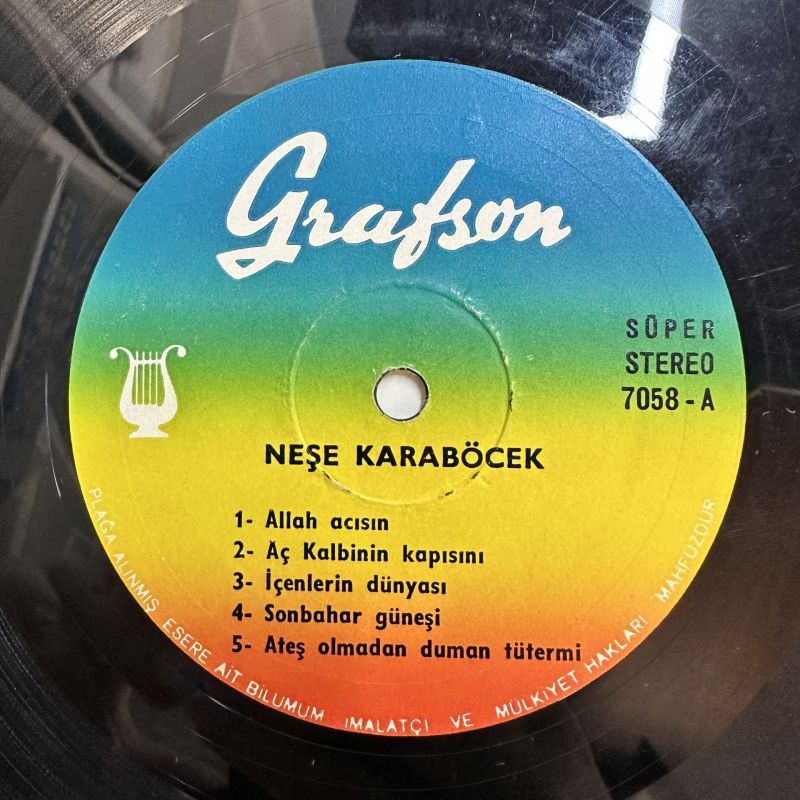 Grafson
SÜPER
STEREO
7058 - A
NEŞE KARABÖCEK
1- Allah acısın
2- Aç Kalbinin kapısını
3- İçenlerin dünyası
4- Sonbahar güneşi
5- Ateş olmadan duman tütermi
PLAĞA ALINMIŞ ESERE AİT BİLUMUM İMALATÇI VE MÜLKİYET HAKLARI MAHFUZDUR